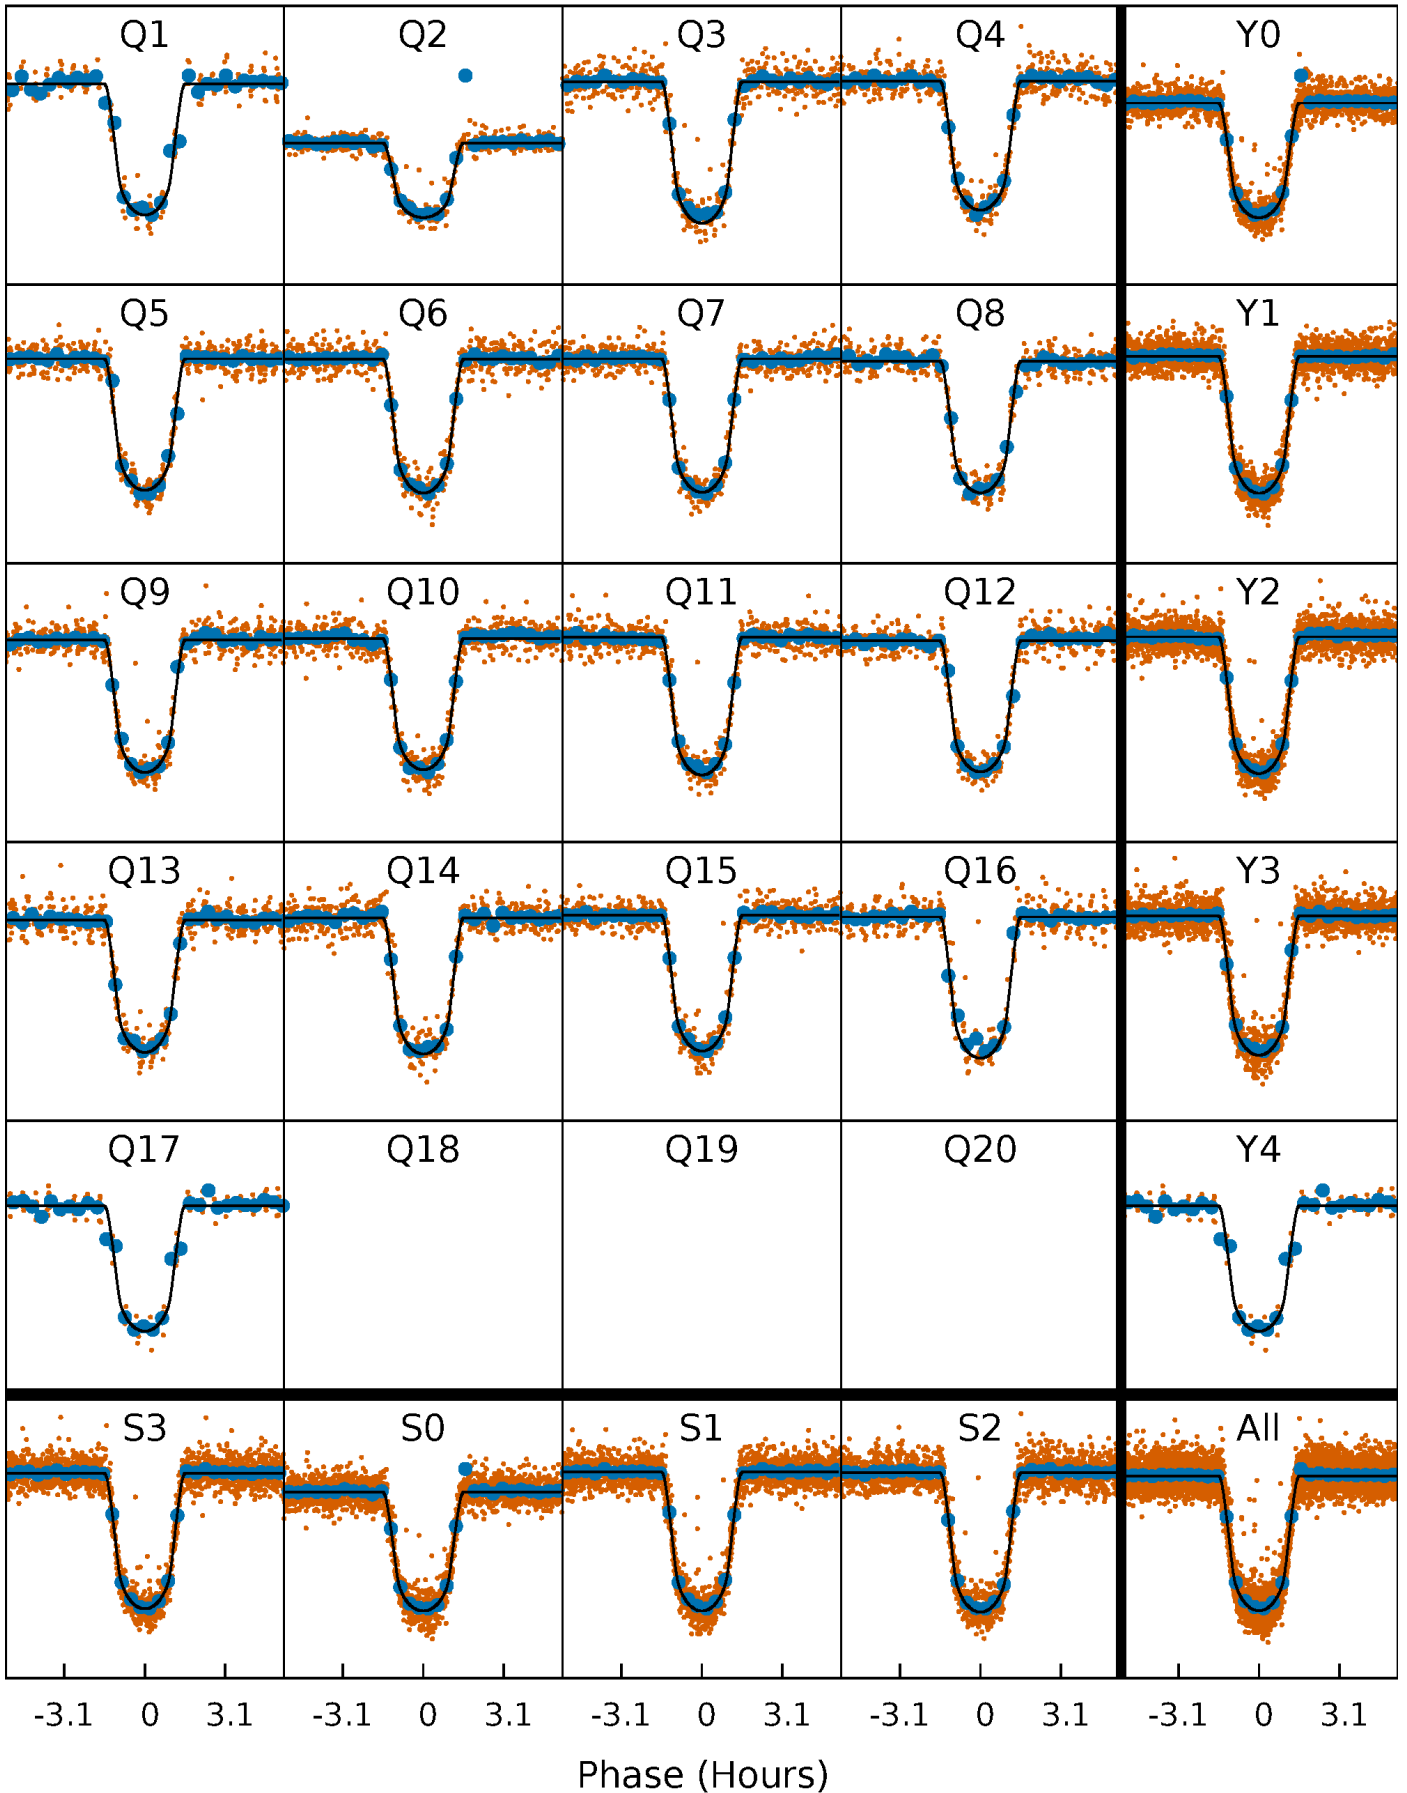 Q1 Q2 Q3 Q4 Y0
Q5 Q6 Q7 Q8 Y1
Q9 Q10 Q11 Q12 Y2
Q13 Q14 Q15 Q16 Y3
Q17 Q18 Q19 Q20 Y4
S3 S0 S1 S2 All
-3.1 0 3.1 -3.1 0 3.1 -3.1 0 3.1 -3.1 0 3.1 -3.1 0 3.1
Phase (Hours)